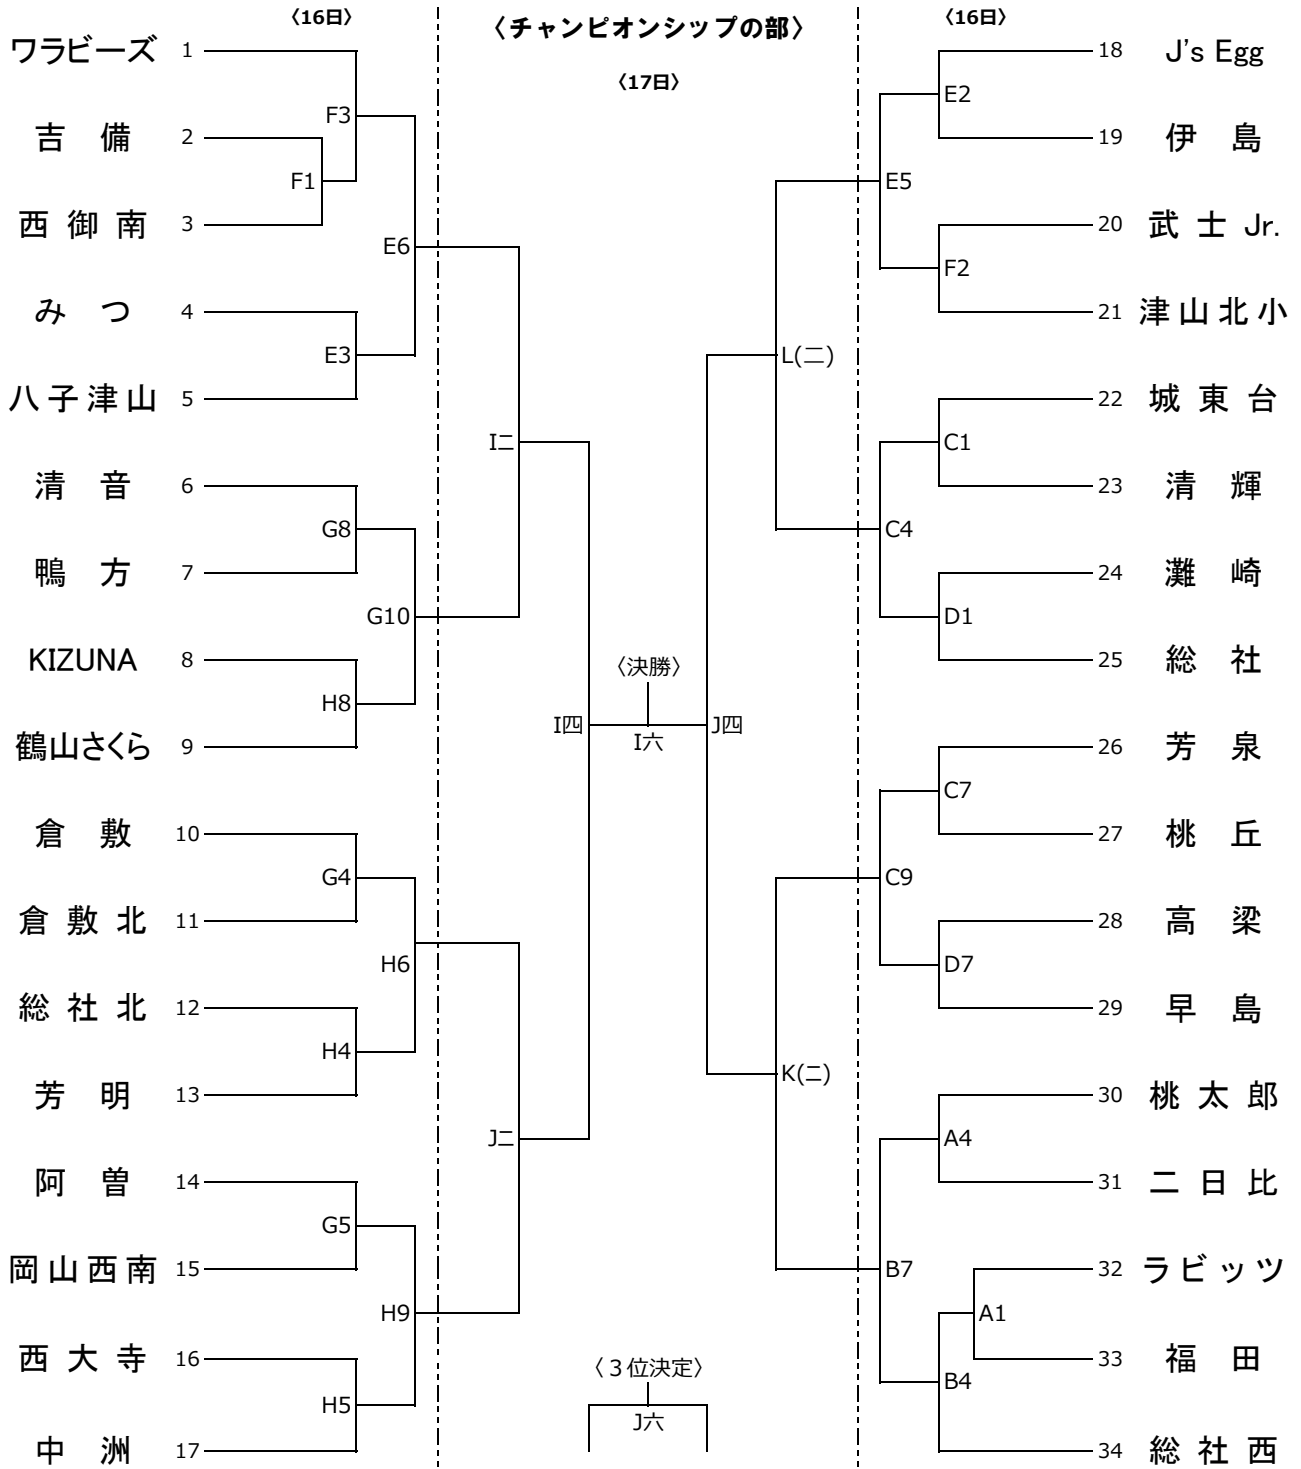 〈チャンピオンシップの部〉
〈16日〉
〈17日〉
〈16日〉
ワラビーズ 1
吉 備 2
西 御 南 3
み つ 4
八 子 津 山 5
清 音 6
鴨 方 7
KIZUNA 8
鶴山さくら 9
倉 敷 10
倉 敷 北 11
総 社 北 12
芳 明 13
阿 曽 14
岡 山 西 南 15
西 大 寺 16
中 洲 17
F3
F1
E6
E3
G8
G10
H8
G4
H6
H4
G5
H9
H5
I二
J二
I四
〈決勝〉
I六
J四
L(二)
K(二)
〈３位決定〉
J六
E2
E5
F2
C1
C4
D1
C7
C9
D7
A4
B7
A1
B4
18 J's Egg
19 伊 島
20 武 士 Jr.
21 津 山 北 小
22 城 東 台
23 清 輝
24 灘 崎
25 総 社
26 芳 泉
27 桃 丘
28 高 梁
29 早 島
30 桃 太 郎
31 二 日 比
32 ラ ビ ッ ツ
33 福 田
34 総 社 西